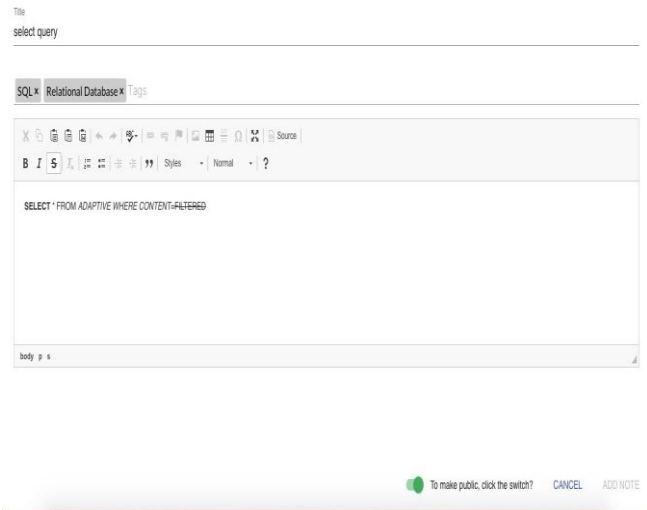 Title
select query
SQL x Relational Database x Tags
Source
B I S Tx Styles Normal ?
SELECT * FROM ADAPTIVE WHERE CONTENT=FILTERED
body p s
To make public, click the switch? CANCEL ADD NOTE